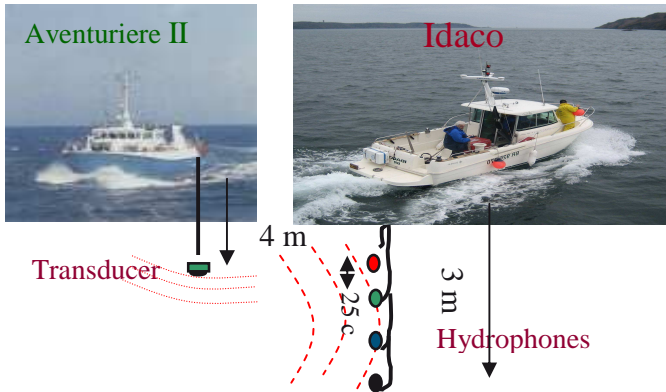 Aventuriere II
Idaco
4 m
Transducer
25 c
3 m
Hydrophones